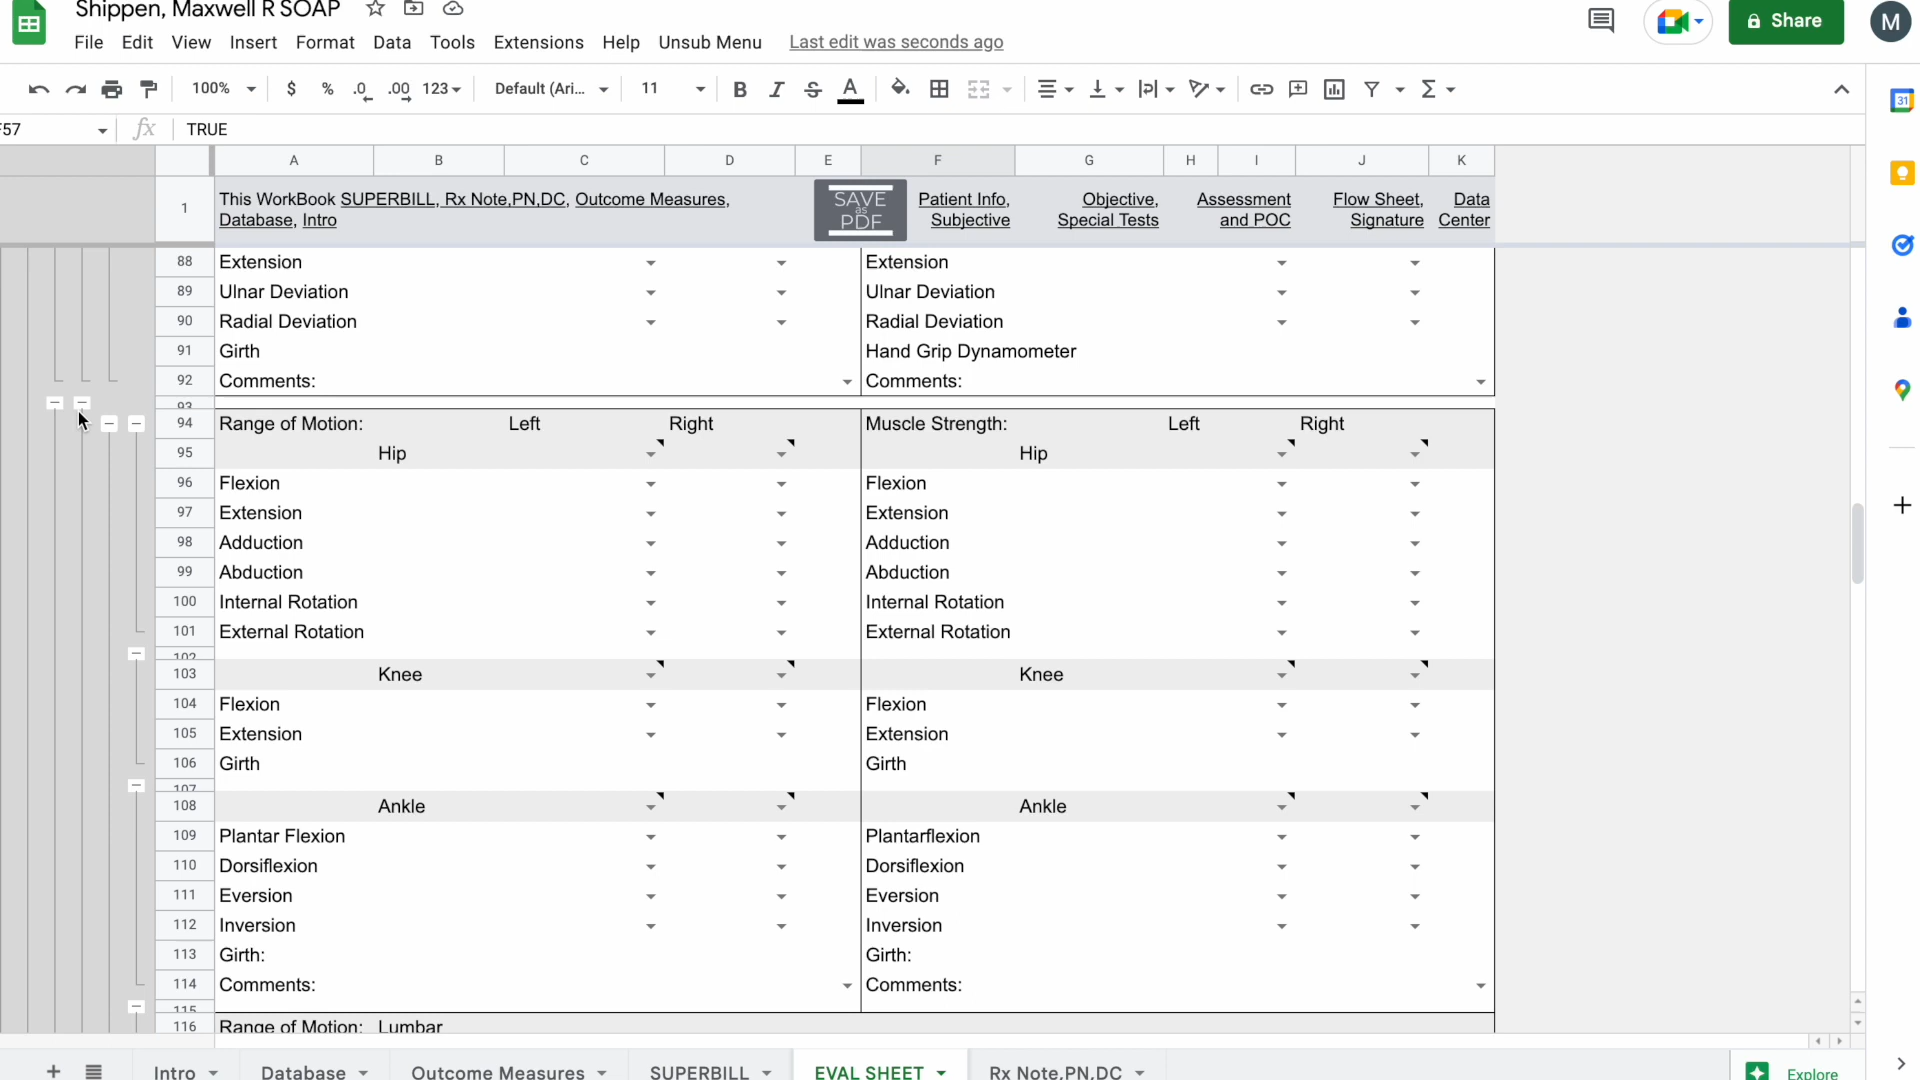 Shippen, Maxwell R SOAP
File Edit View Insert Format Data Tools Extensions Help Unsub Menu Last edit was seconds ago
Share
M
100% $ % .0 .00 123 Default (Ari... 11 B I S A
31
F57 fx TRUE
A B C D E F G H I J K
1 This WorkBook SUPERBILL, Rx Note,PN,DC, Outcome Measures,
Database, Intro
SAVE
as
PDF
Patient Info,
Subjective
Objective,
Special Tests
Assessment
and POC
Flow Sheet,
Signature
Data
Center
88 Extension Extension
89 Ulnar Deviation Ulnar Deviation
90 Radial Deviation Radial Deviation
91 Girth Hand Grip Dynamometer
92 Comments: Comments:
93
94 Range of Motion: Left Right Muscle Strength: Left Right
95 Hip Hip
96 Flexion Flexion
97 Extension Extension
98 Adduction Adduction
99 Abduction Abduction
100 Internal Rotation Internal Rotation
101 External Rotation External Rotation
102
103 Knee Knee
104 Flexion Flexion
105 Extension Extension
106 Girth Girth
107
108 Ankle Ankle
109 Plantar Flexion Plantarflexion
110 Dorsiflexion Dorsiflexion
111 Eversion Eversion
112 Inversion Inversion
113 Girth: Girth:
114 Comments: Comments:
115
116 Range of Motion: Lumbar
Intro Database Outcome Measures SUPERBILL EVAL SHEET Rx Note,PN,DC Explore